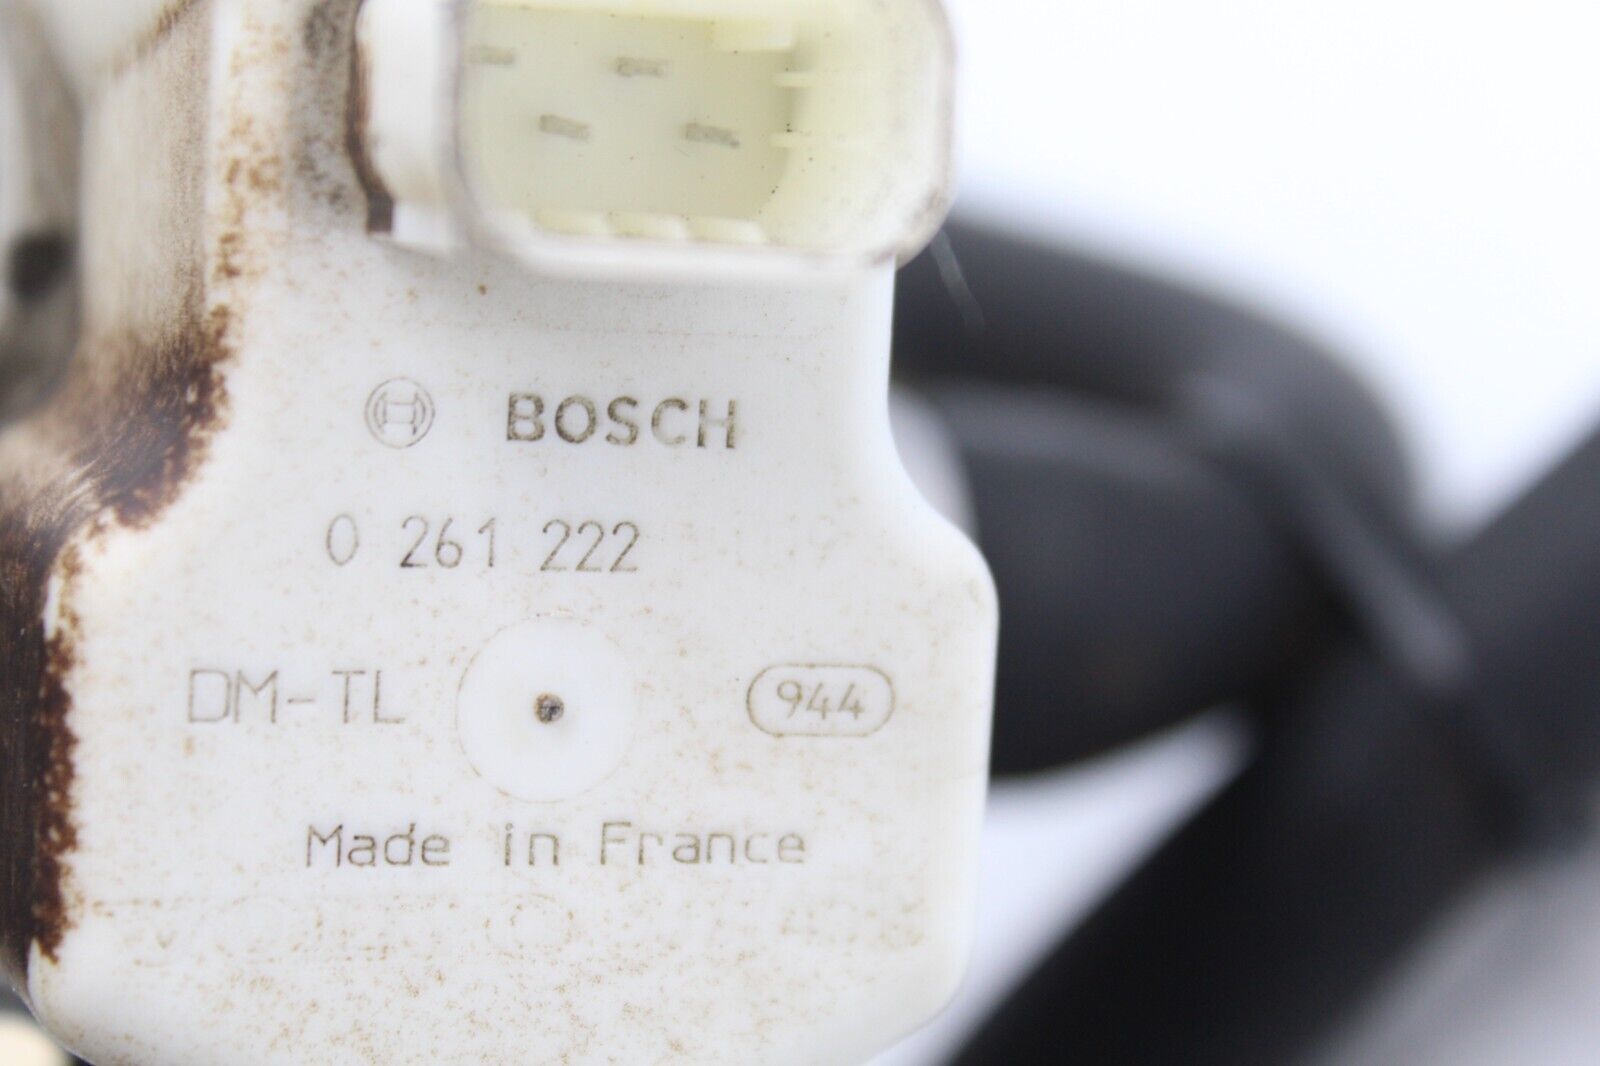 BOSCH
0 261 222
DM-TL 944
Made in France